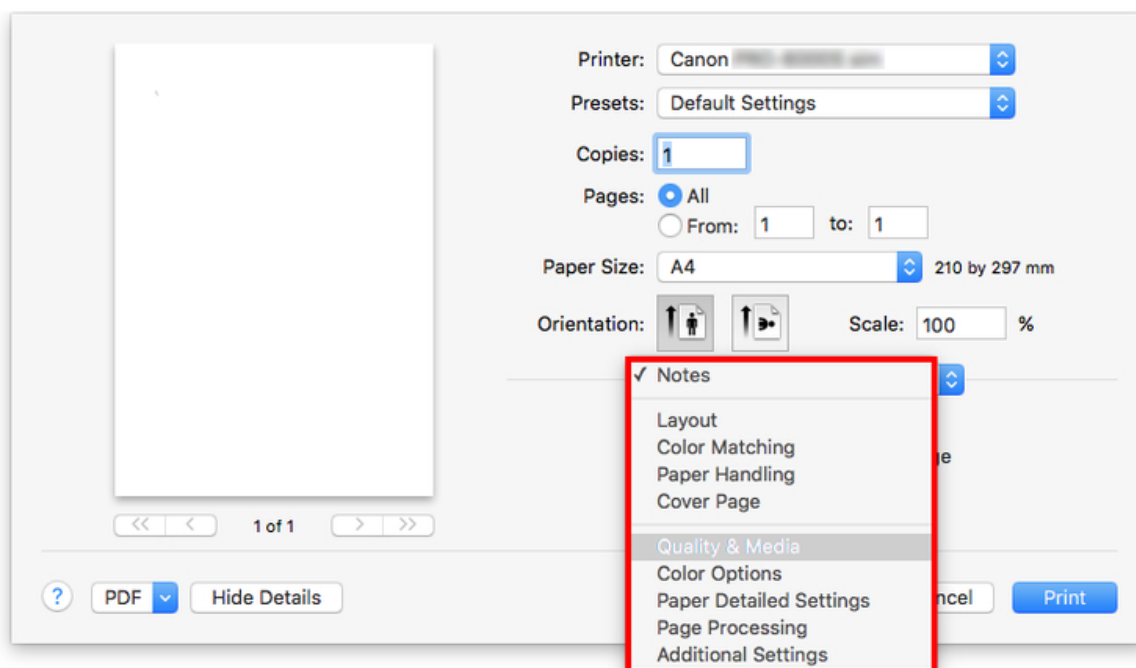 Printer: Canon
Presets: Default Settings
Copies: 1
Pages: All
From: 1 to: 1
Paper Size: A4 210 by 297 mm
Orientation: Scale: 100 %
✓ Notes
Layout
Color Matching
Paper Handling
Cover Page
Quality & Media
Color Options
Paper Detailed Settings
Page Processing
Additional Settings
<< < 1 of 1 > >>
? PDF Hide Details Print